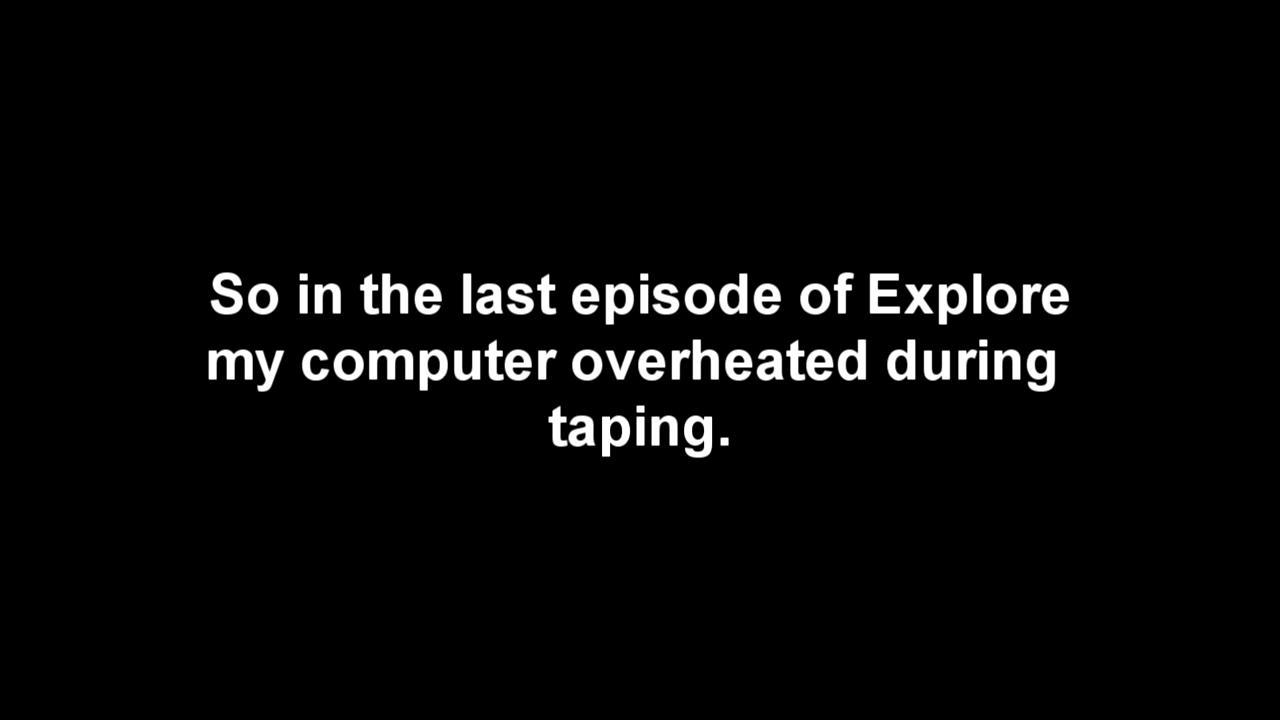 So in the last episode of Explore
my computer overheated during
taping.